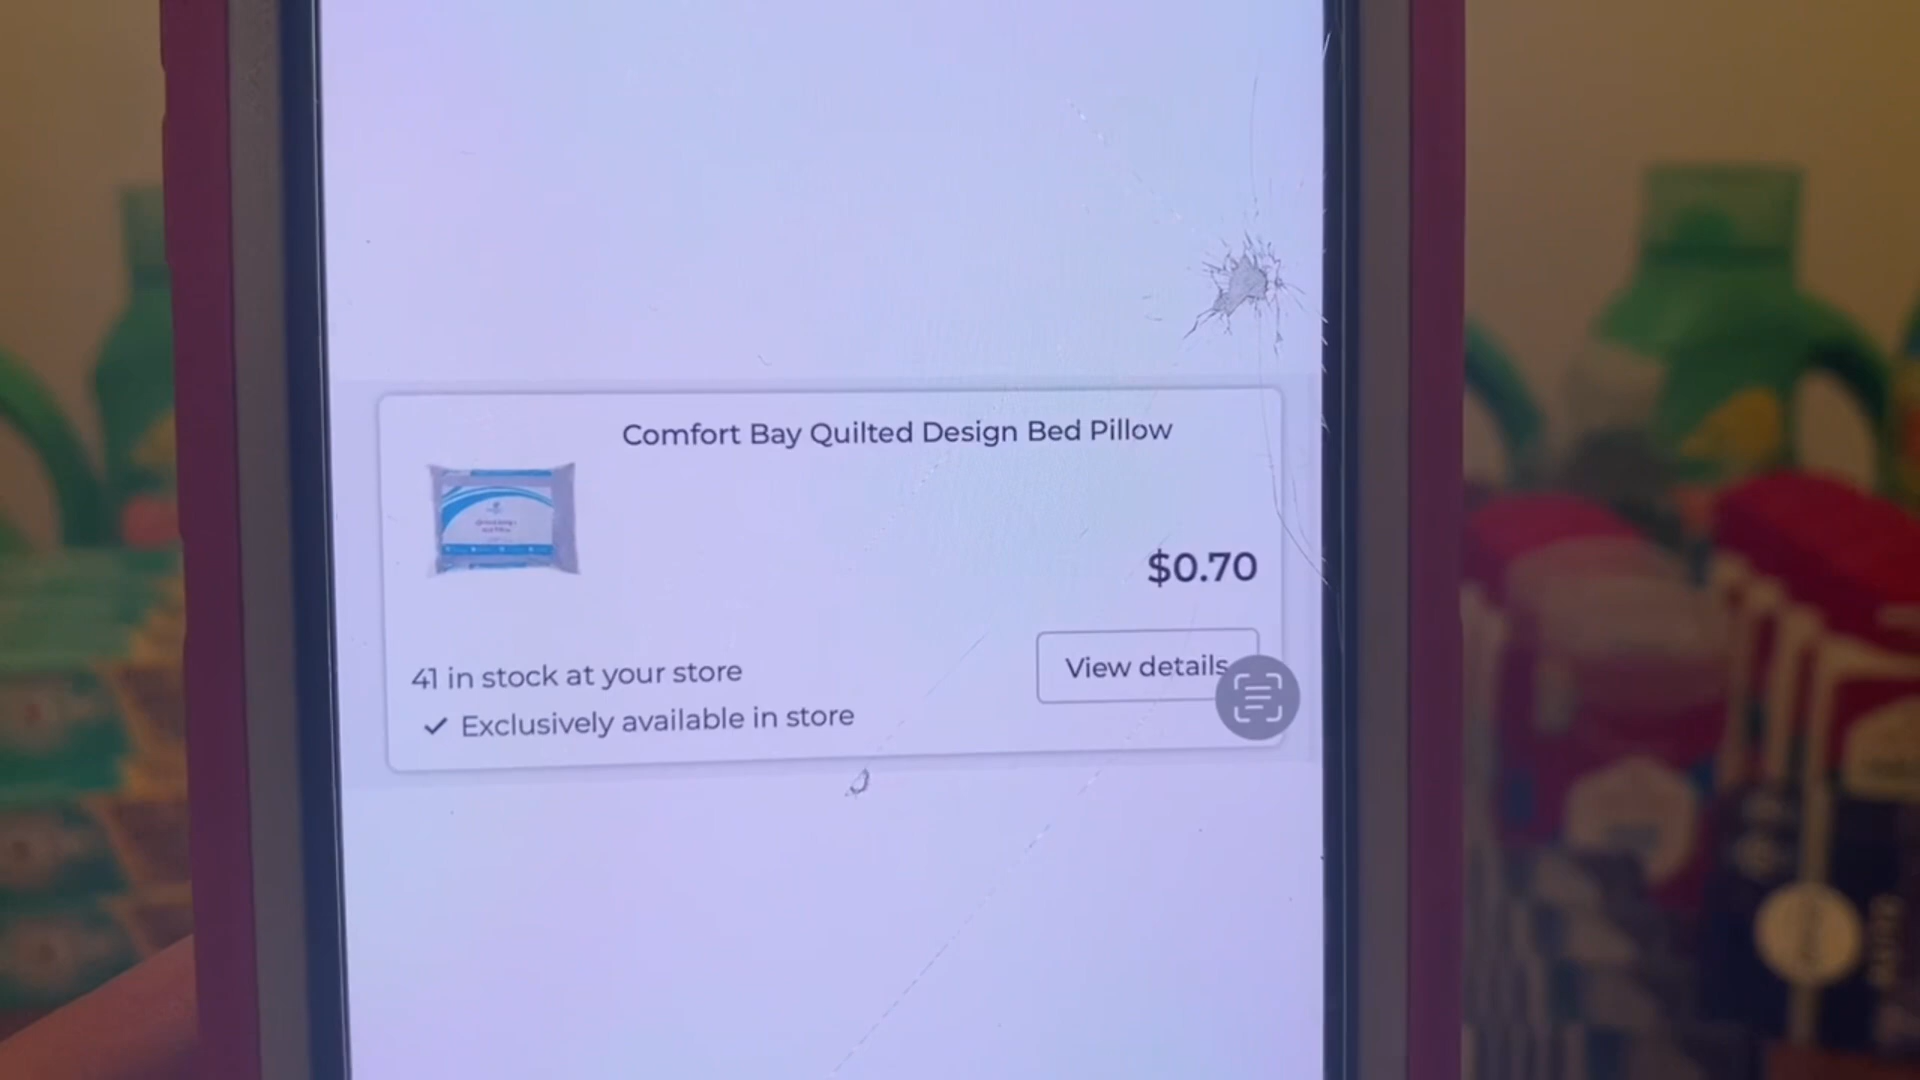 Comfort Bay Quilted Design Bed Pillow
$0.70
41 in stock at your store
View details
✓ Exclusively available in store